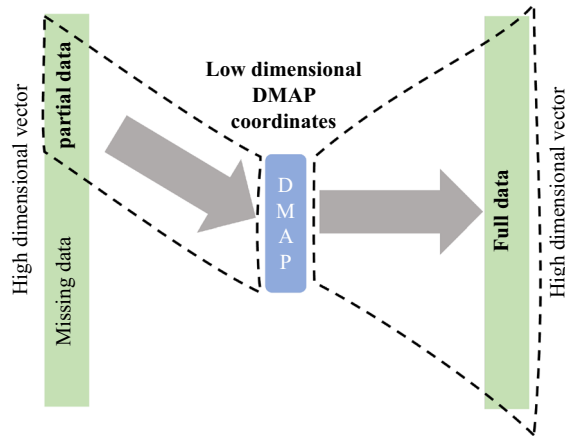 High dimensional vector
partial data
Missing data
Low dimensional
DMAP
coordinates
D
M
A
P
Full data
High dimensional vector